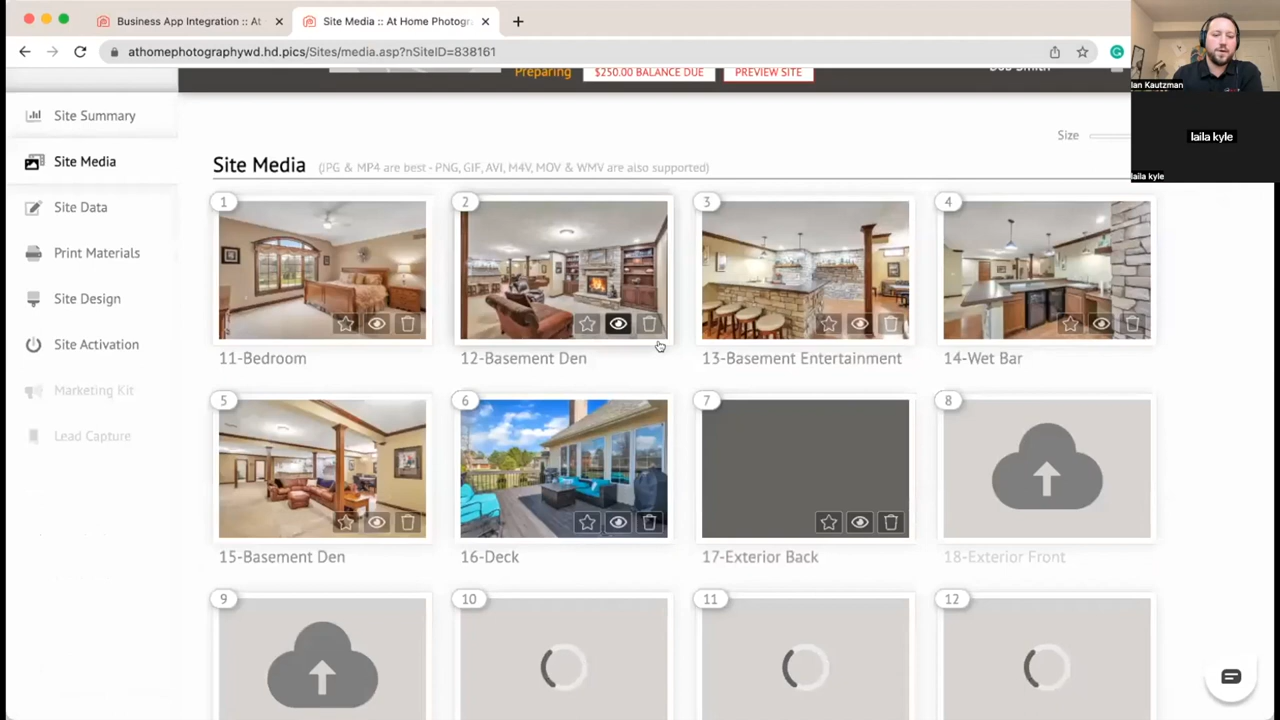 Business App Integration :: At
Site Media :: At Home Photogra
athomephotographywd.hd.pics/Sites/media.asp?nSiteID=838161
Preparing
$250.00 BALANCE DUE
PREVIEW SITE
Bob Smith
lan Kautzman
laila kyle
laila kyle
Site Summary
Site Media
Site Data
Print Materials
Site Design
Site Activation
Marketing Kit
Lead Capture
Size
Site Media (JPG & MP4 are best - PNG, GIF, AVI, M4V, MOV & WMV are also supported)
1
2
3
4
11-Bedroom
12-Basement Den
13-Basement Entertainment
14-Wet Bar
5
6
7
8
15-Basement Den
16-Deck
17-Exterior Back
18-Exterior Front
9
10
11
12